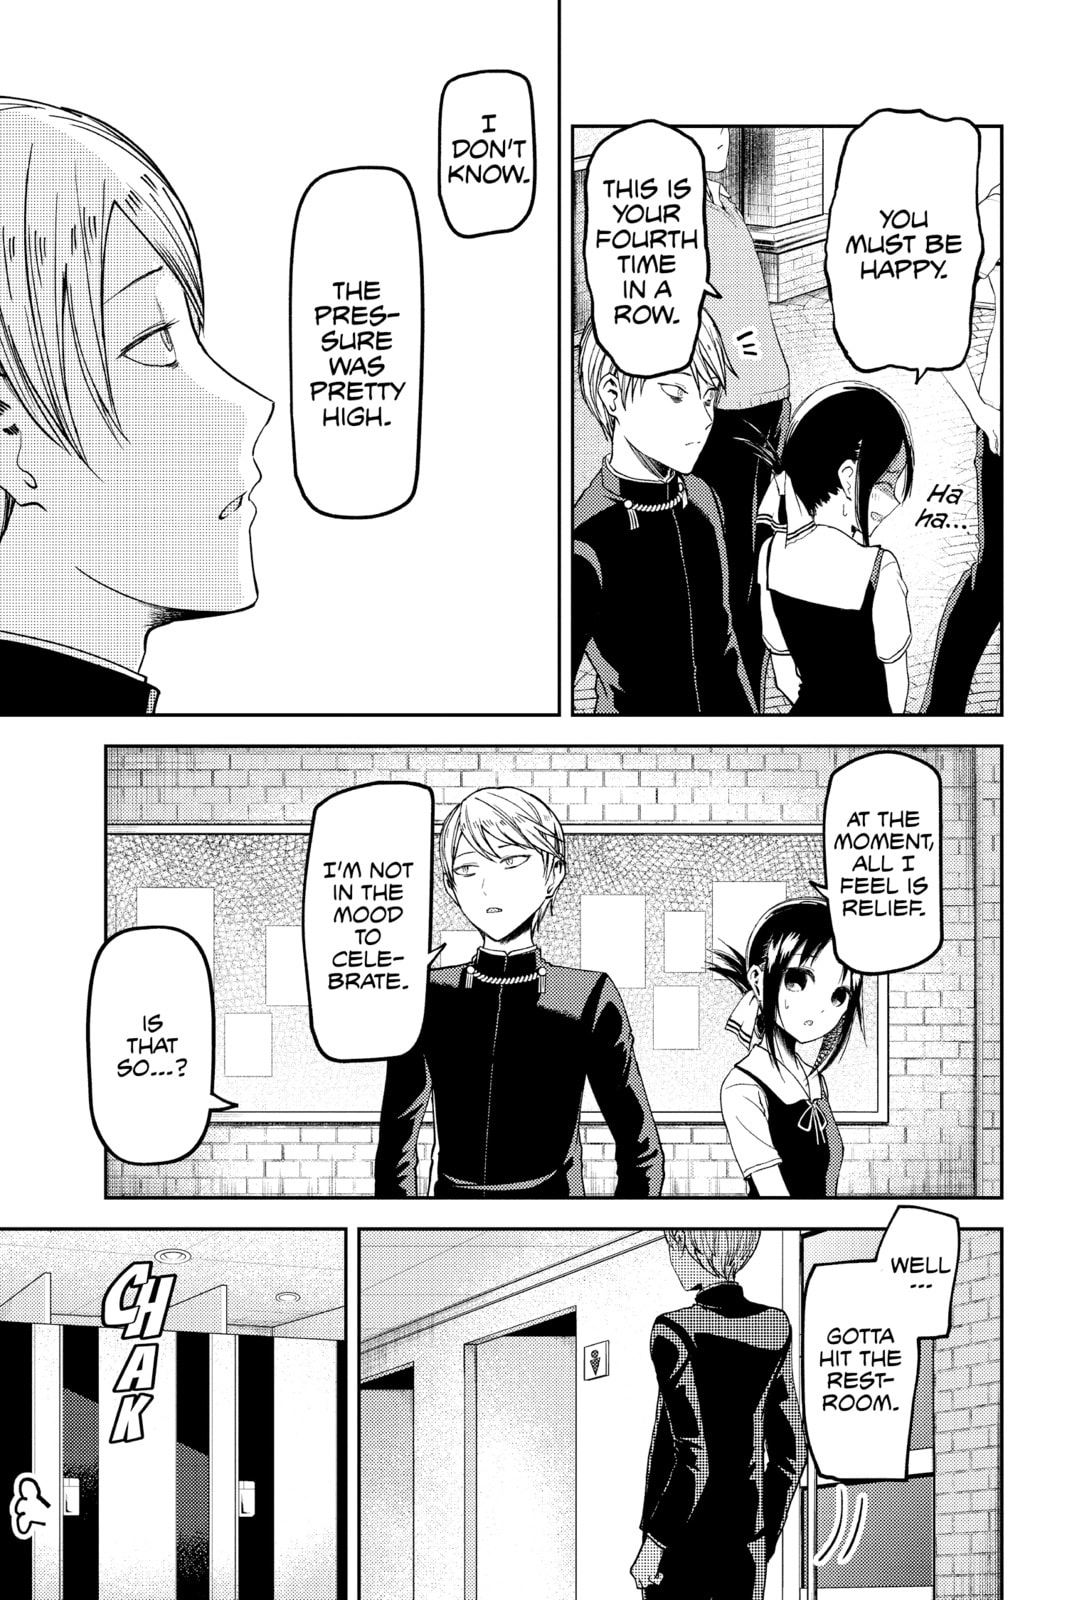 YOU
MUST BE
HAPPY.
THIS IS
YOUR
FOURTH
TIME
IN A
ROW.
Ha
ha...
I
DON'T
KNOW.
THE
PRES-
SURE
WAS
PRETTY
HIGH.
AT THE
MOMENT,
ALL I
FEEL IS
RELIEF.
I'M NOT
IN THE
MOOD
TO
CELE-
BRATE.
IS
THAT
SO...?
WELL
...
GOTTA
HIT THE
REST-
ROOM.
CHAK